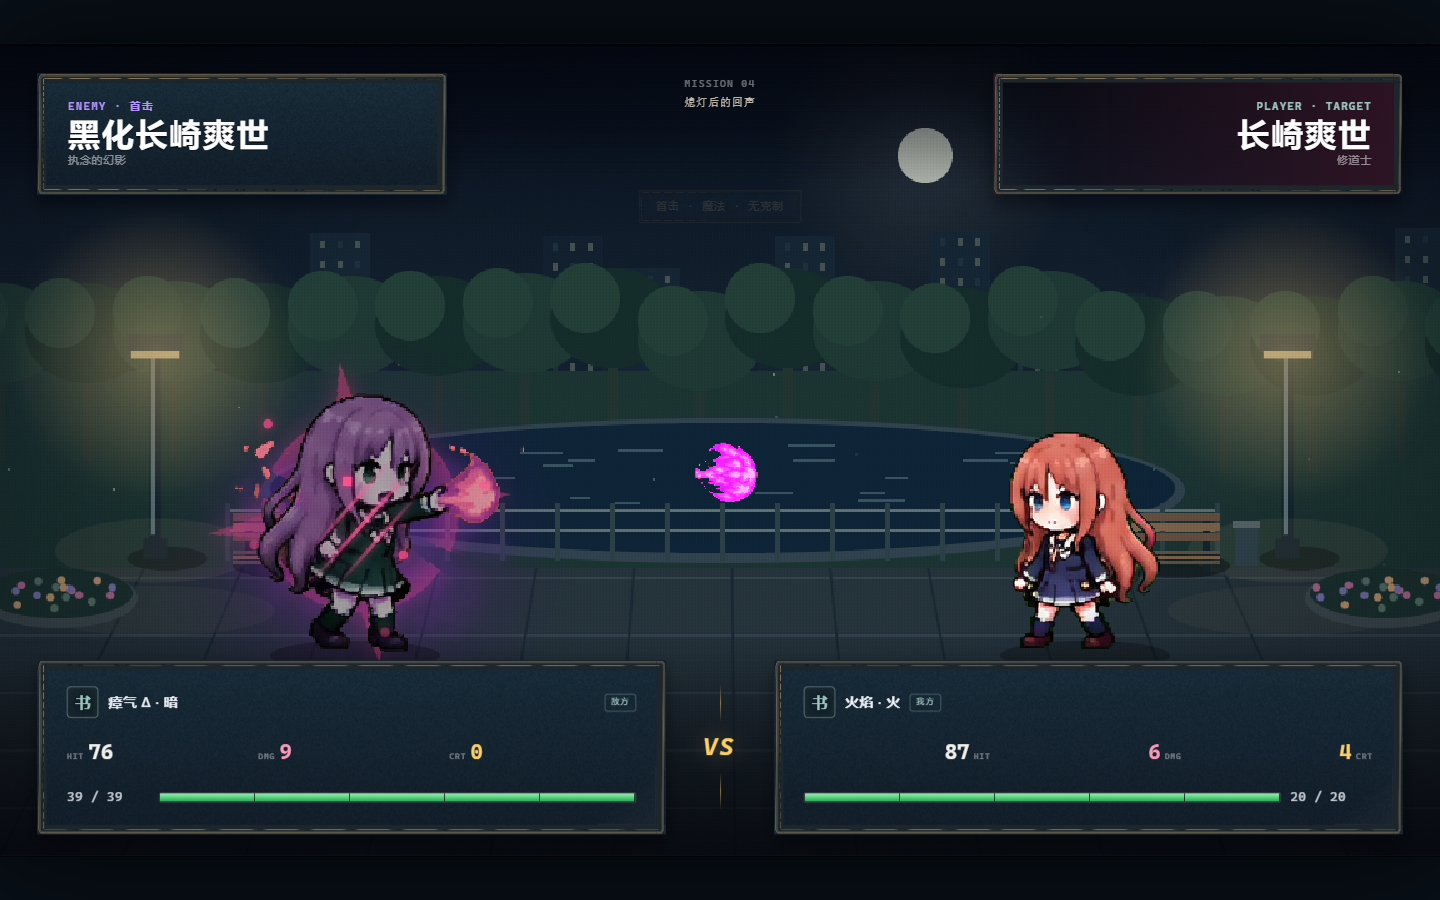 ENEMY · 首击
黑化长崎爽世
执念的幻影
MISSION 04
熄灯后的回声
PLAYER · TARGET
长崎爽世
修道士
首击 · 魔法 · 无克制
书 瘴气 Δ · 暗 敌方
HIT 76 DMG 9 CRT 0
39 / 39
VS
书 火焰 · 火 我方
87 HIT 6 DMG 4 CRT
20 / 20